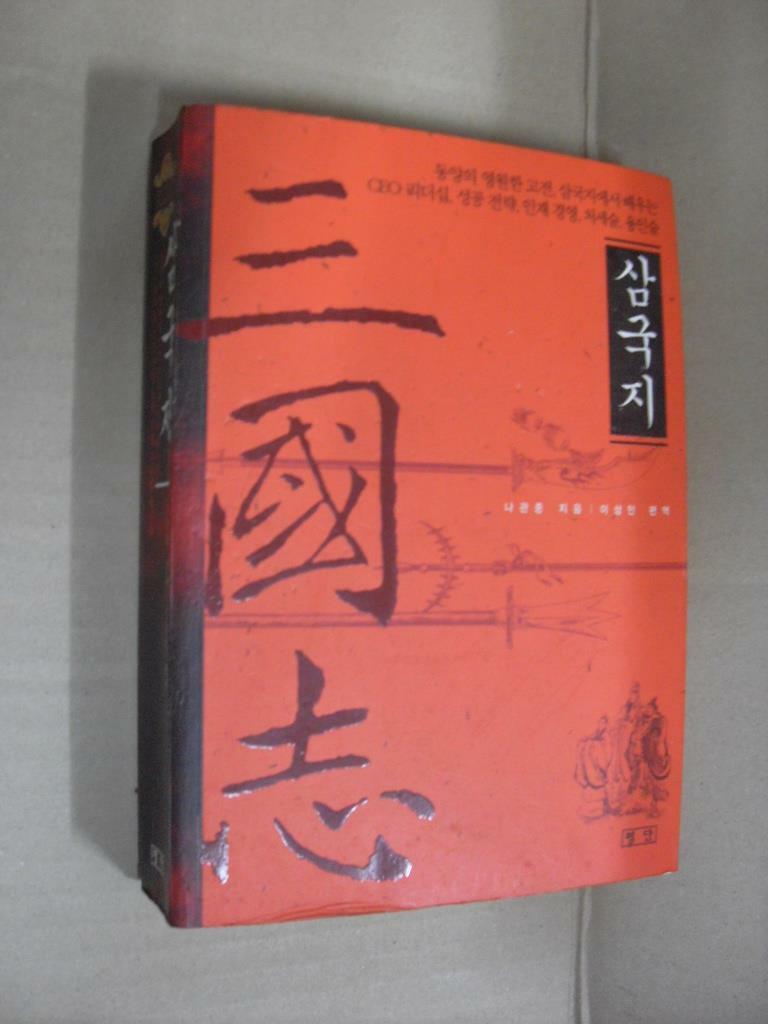 동양의 영원한 고전, 삼국지에서 배우는
CEO 리더십, 성공 전략, 인재 경영, 처세술, 용인술
삼국지
三國志
나관중 지음 | 이성인 편역